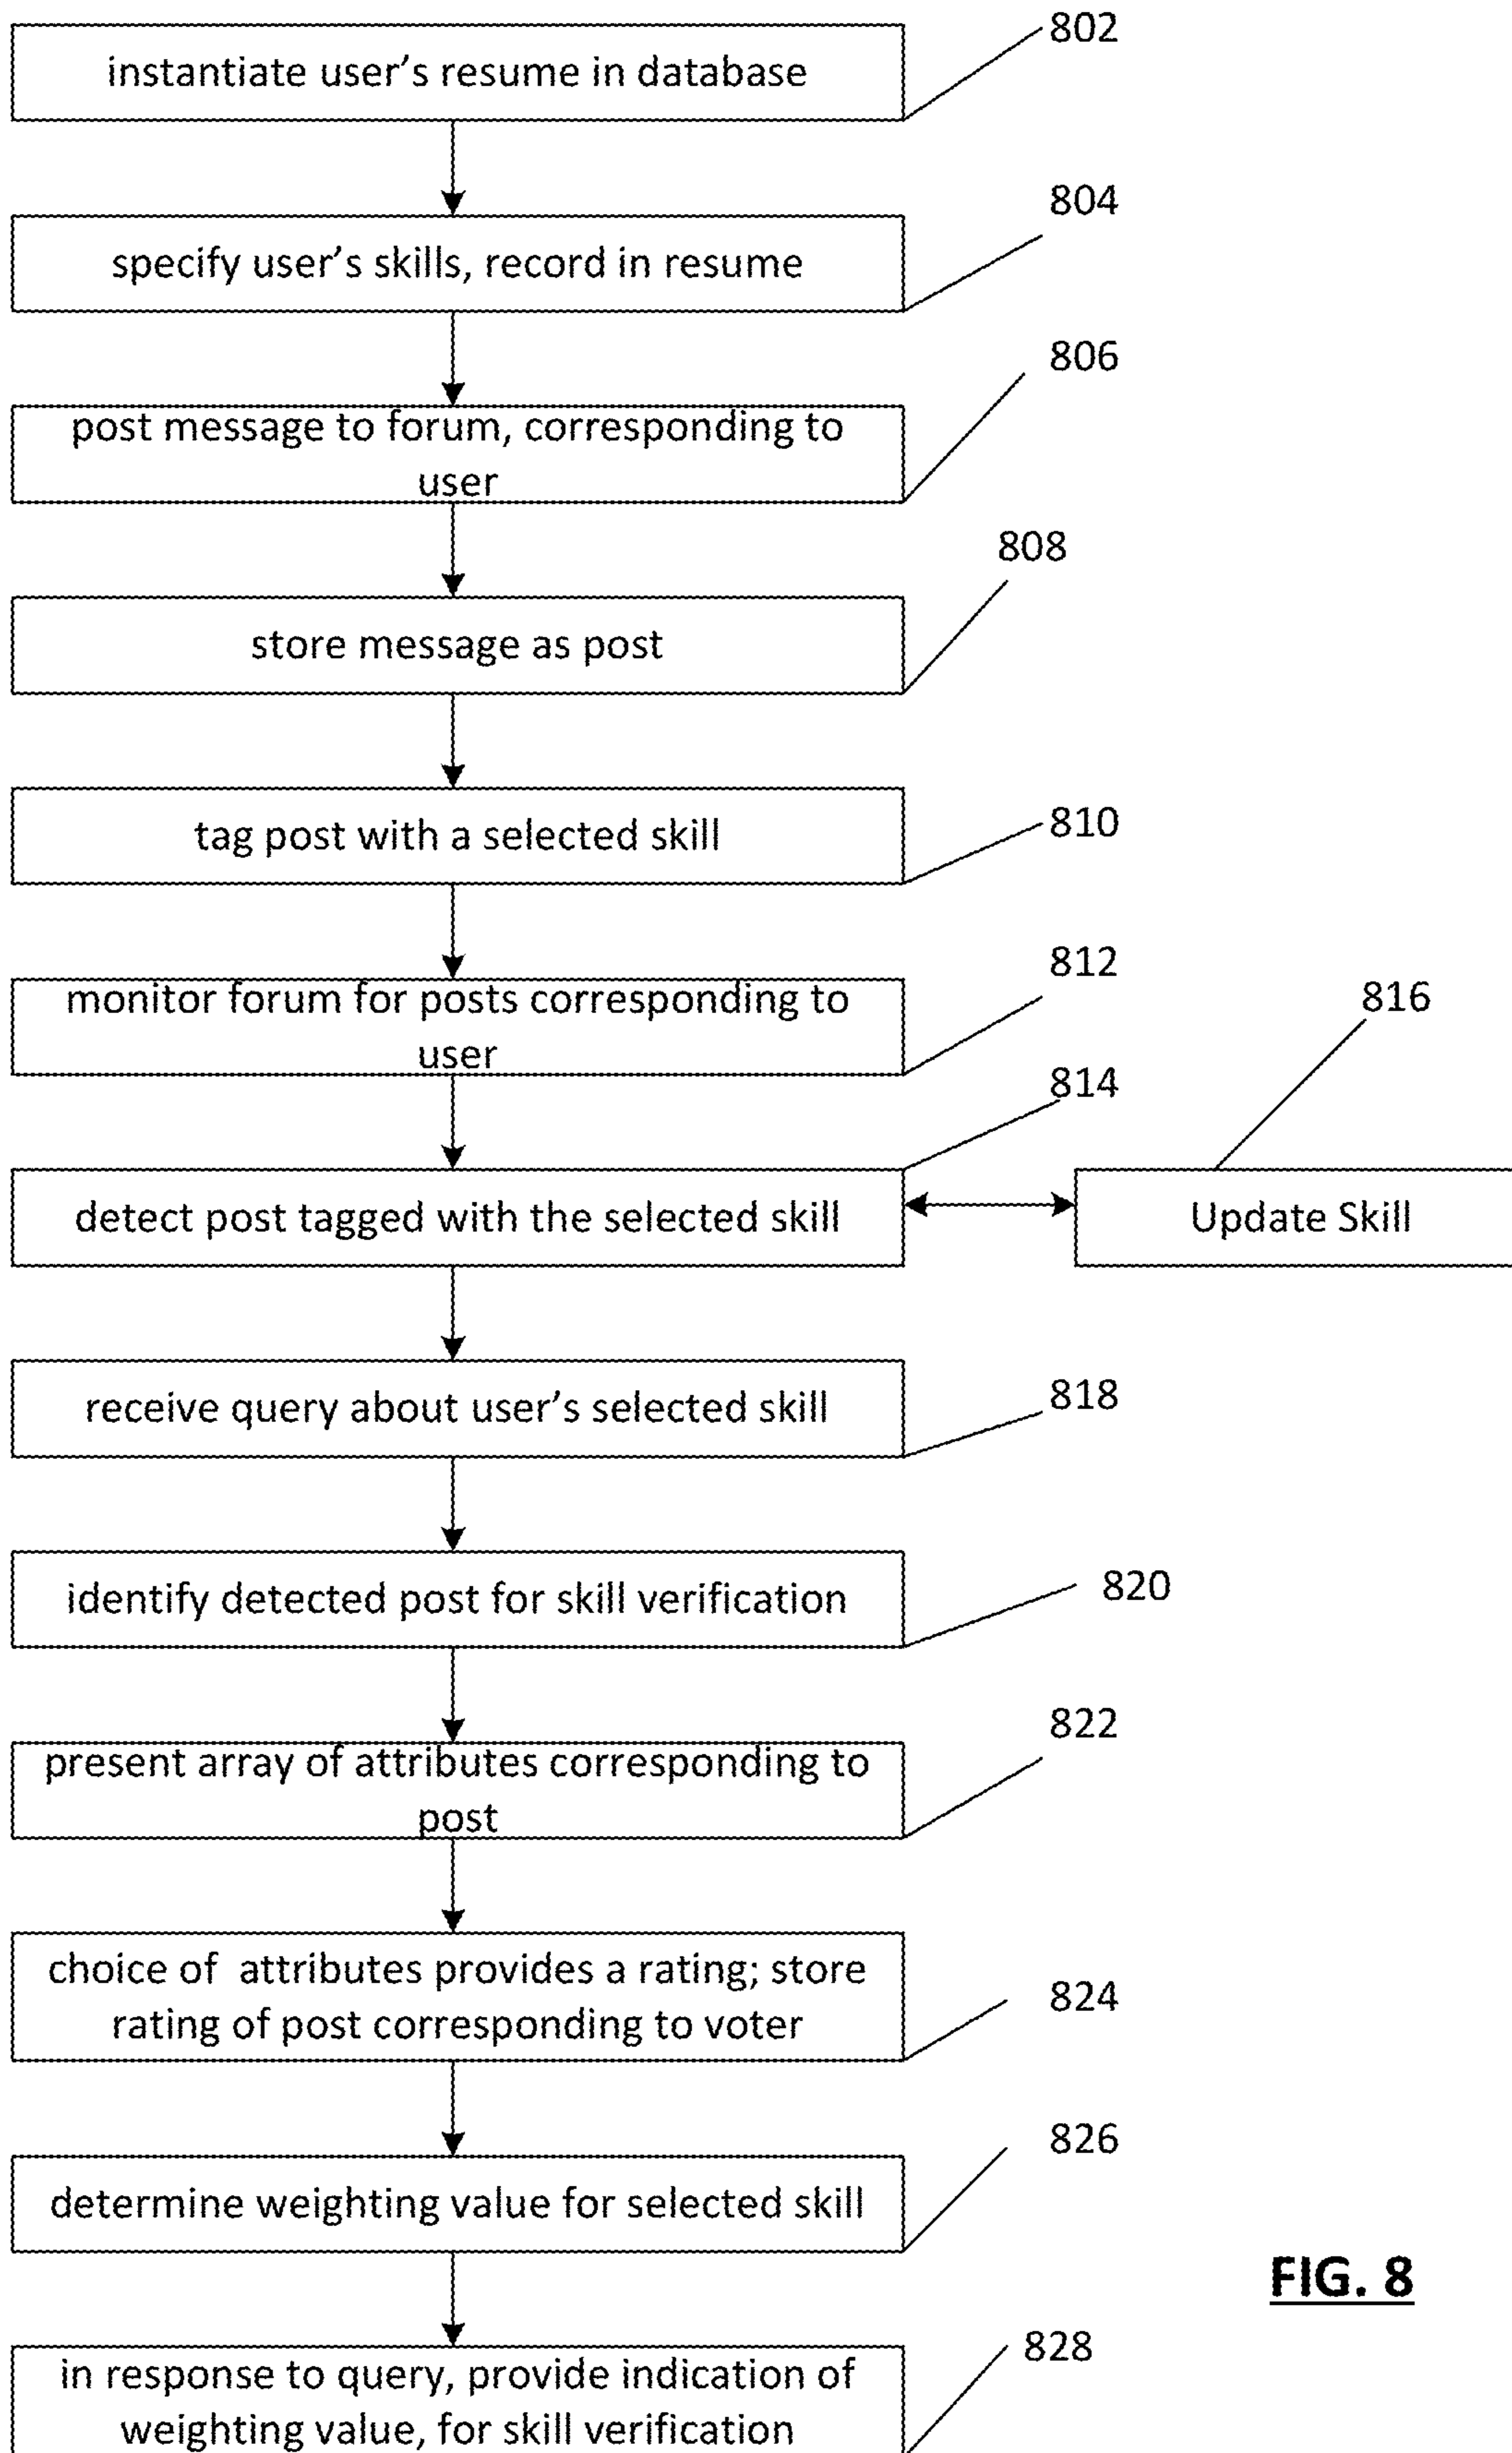 802
instantiate user's resume in database
804
specify user's skills, record in resume
806
post message to forum, corresponding to
user
808
store message as post
810
tag post with a selected skill
812
monitor forum for posts corresponding to
user
816
814
detect post tagged with the selected skill
Update Skill
818
receive query about user's selected skill
820
identify detected post for skill verification
822
present array of attributes corresponding to
post
824
choice of attributes provides a rating; store
rating of post corresponding to voter
826
determine weighting value for selected skill
FIG. 8
828
in response to query, provide indication of
weighting value, for skill verification